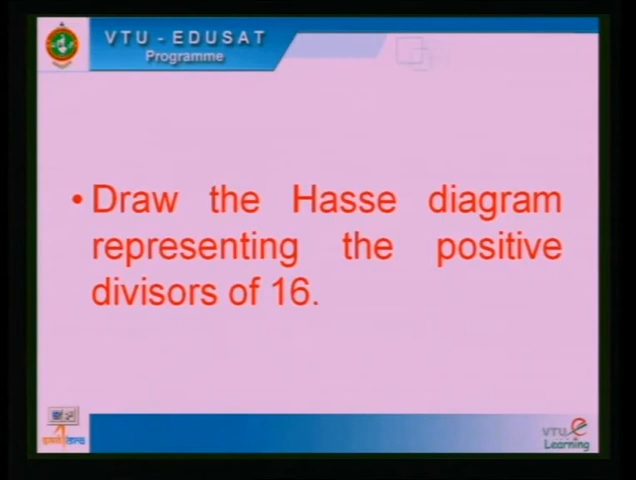 VTU - EDUSAT
Programme
• Draw the Hasse diagram
representing the positive
divisors of 16.
VTU e
Learning